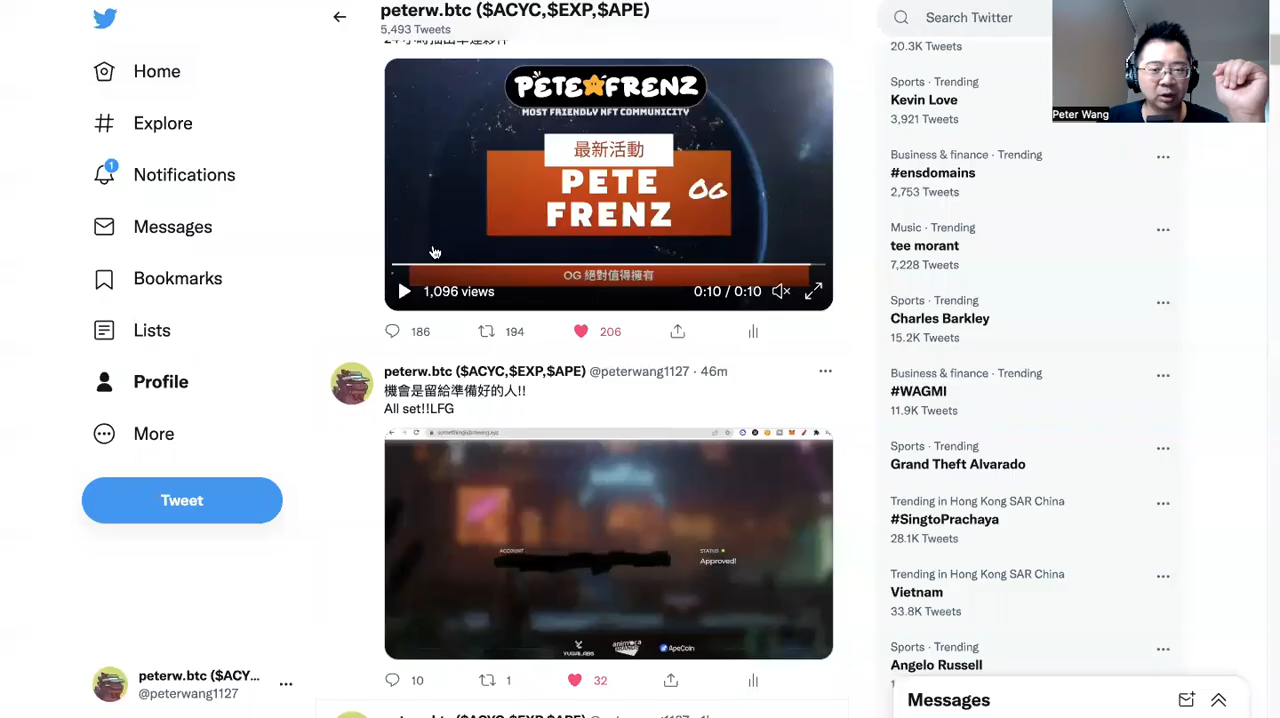 peterw.btc ($ACYC,$EXP,$APE)
5,493 Tweets
Home
Explore
1
Notifications
Messages
Bookmarks
Lists
Profile
More
Tweet
peterw.btc ($ACY...
@peterwang1127
PETE FRENZ
MOST FRIENDLY NFT COMMUNICITY
最新活動
PETE
FRENZ
OG
OG 絕對值得擁有
1,096 views
0:10 / 0:10
186
194
206
peterw.btc ($ACYC,$EXP,$APE) @peterwang1127 · 46m
機會是留給準備好的人!!
All set!!LFG
ACCOUNT
STATUS
Approved!
YUGALABS
ApeCoin
10
1
32
Search Twitter
20.3K Tweets
Sports · Trending
Kevin Love
3,921 Tweets
Business & finance · Trending
#ensdomains
2,753 Tweets
Music · Trending
tee morant
7,228 Tweets
Sports · Trending
Charles Barkley
15.2K Tweets
Business & finance · Trending
#WAGMI
11.9K Tweets
Sports · Trending
Grand Theft Alvarado
Trending in Hong Kong SAR China
#SingtoPrachaya
28.1K Tweets
Trending in Hong Kong SAR China
Vietnam
33.8K Tweets
Sports · Trending
Angelo Russell
Messages
Peter Wang